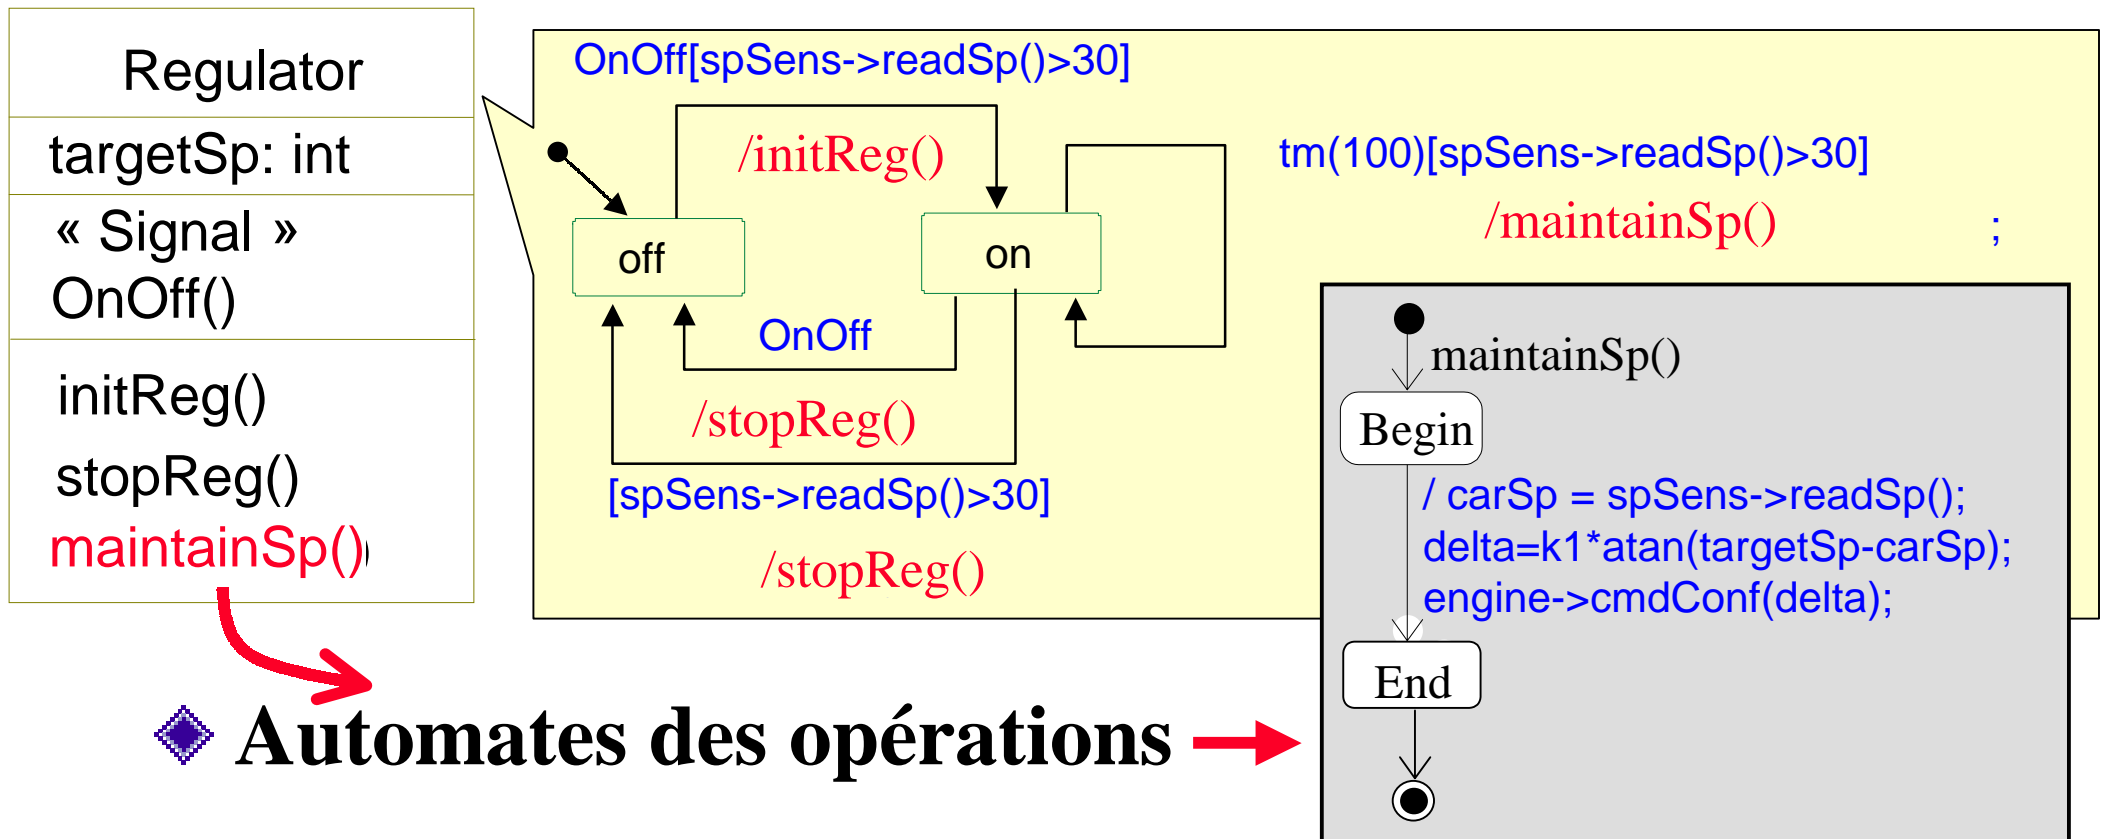 Regulator
targetSp: int
« Signal »
OnOff()
initReg()
stopReg()
maintainSp()
OnOff[spSens->readSp()>30]
/initReg()
off
on
OnOff
/stopReg()
[spSens->readSp()>30]
/stopReg()
tm(100)[spSens->readSp()>30]
/maintainSp() ;
maintainSp()
Begin
/ carSp = spSens->readSp();
delta=k1*atan(targetSp-carSp);
engine->cmdConf(delta);
End
Automates des opérations